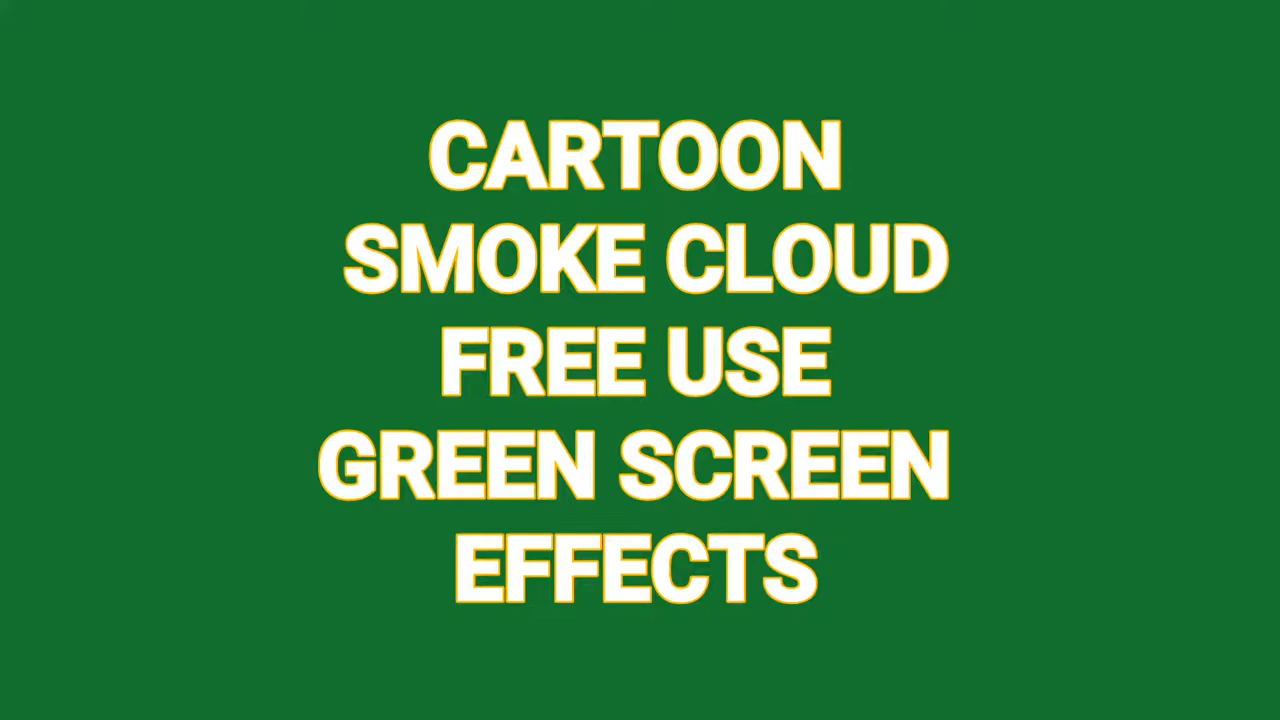 CARTOON
SMOKE CLOUD
FREE USE
GREEN SCREEN
EFFECTS